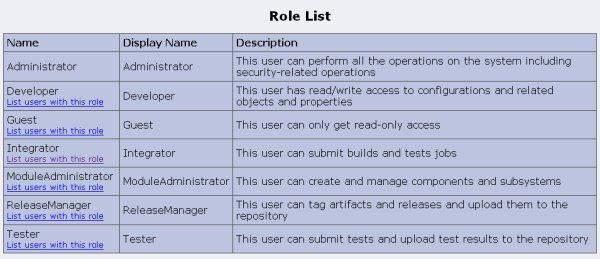 Role List
Name Display Name Description
Administrator Administrator This user can perform all the operations on the system including
security-related operations
Developer
List users with this role Developer This user has read/write access to configurations and related
objects and properties
Guest
List users with this role Guest This user can only get read-only access
Integrator
List users with this role Integrator This user can submit builds and tests jobs
ModuleAdministrator
List users with this role ModuleAdministrator This user can create and manage components and subsystems
ReleaseManager
List users with this role ReleaseManager This user can tag artifacts and releases and upload them to the
repository
Tester
List users with this role Tester This user can submit tests and upload test results to the repository